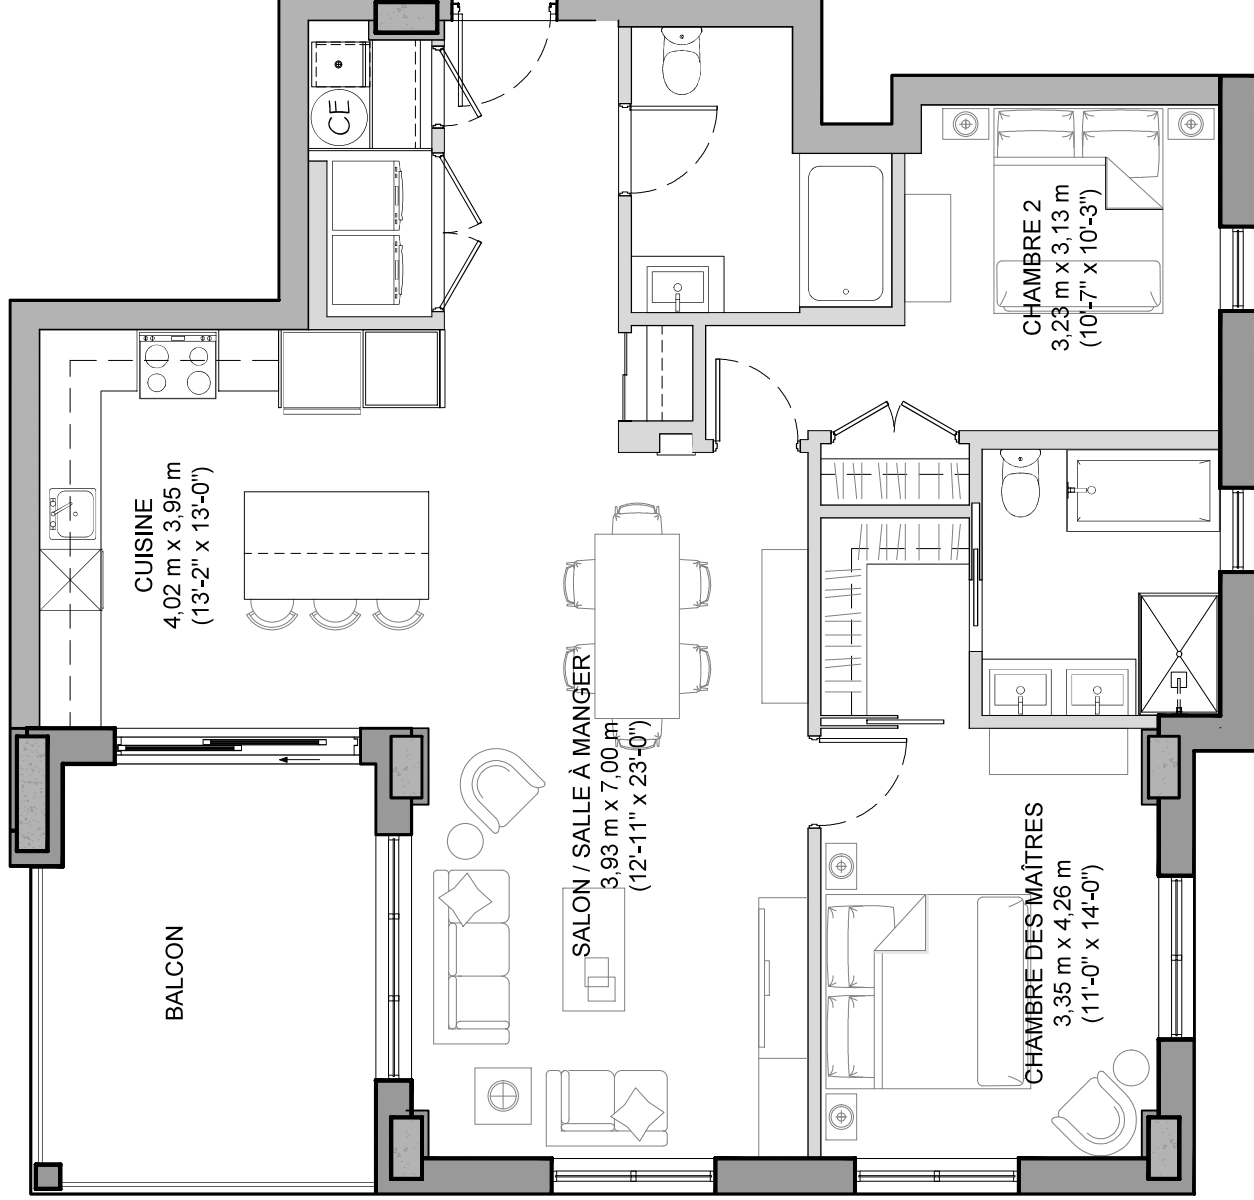 CE
CHAMBRE 2
3,23 m x 3,13 m
(10'-7" x 10'-3")
CUISINE
4,02 m x 3,95 m
(13'-2" x 13'-0")
SALON / SALLE À MANGER
3,93 m x 7,00 m
(12'-11" x 23'-0")
CHAMBRE DES MAÎTRES
3,35 m x 4,26 m
(11'-0" x 14'-0")
BALCON